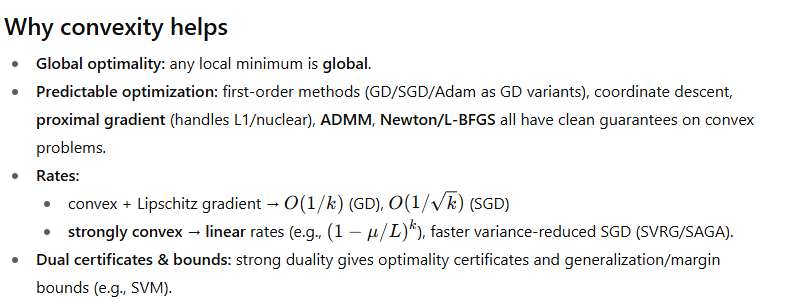 Why convexity helps
• Global optimality: any local minimum is global.
• Predictable optimization: first-order methods (GD/SGD/Adam as GD variants), coordinate descent,
proximal gradient (handles L1/nuclear), ADMM, Newton/L-BFGS all have clean guarantees on convex
problems.
• Rates:
• convex + Lipschitz gradient → O(1/k) (GD), O(1/√k) (SGD)
• strongly convex → linear rates (e.g., (1 − μ/L)^k), faster variance-reduced SGD (SVRG/SAGA).
• Dual certificates & bounds: strong duality gives optimality certificates and generalization/margin
bounds (e.g., SVM).